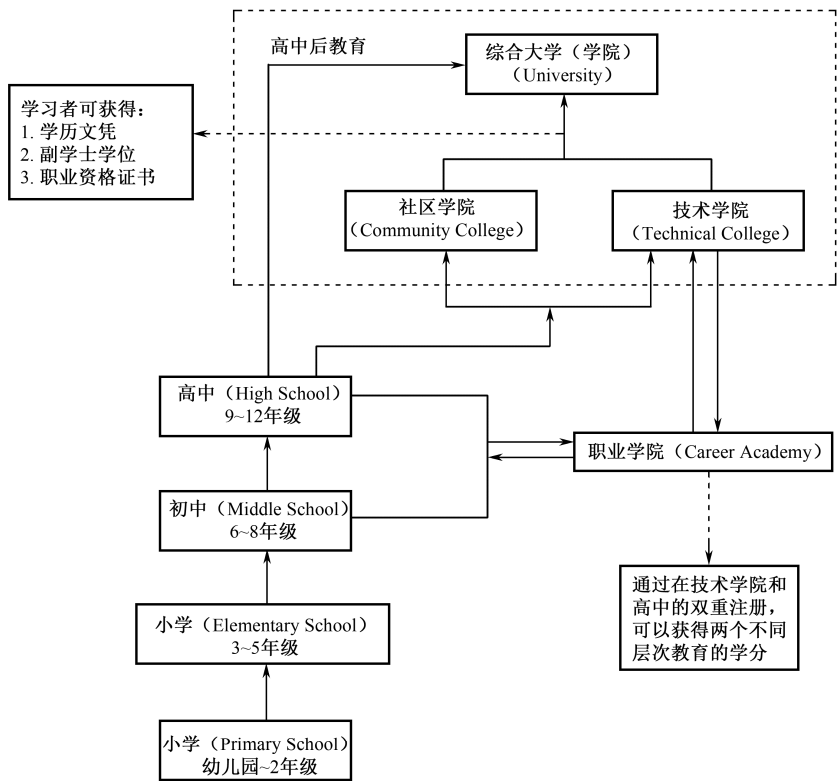 高中后教育
综合大学（学院）
（University）
学习者可获得：
1. 学历文凭
2. 副学士学位
3. 职业资格证书
社区学院
（Community College）
技术学院
（Technical College）
高中（High School）
9~12年级
职业学院（Career Academy）
初中（Middle School）
6~8年级
通过在技术学院和
高中的双重注册，
可以获得两个不同
层次教育的学分
小学（Elementary School）
3~5年级
小学（Primary School）
幼儿园~2年级